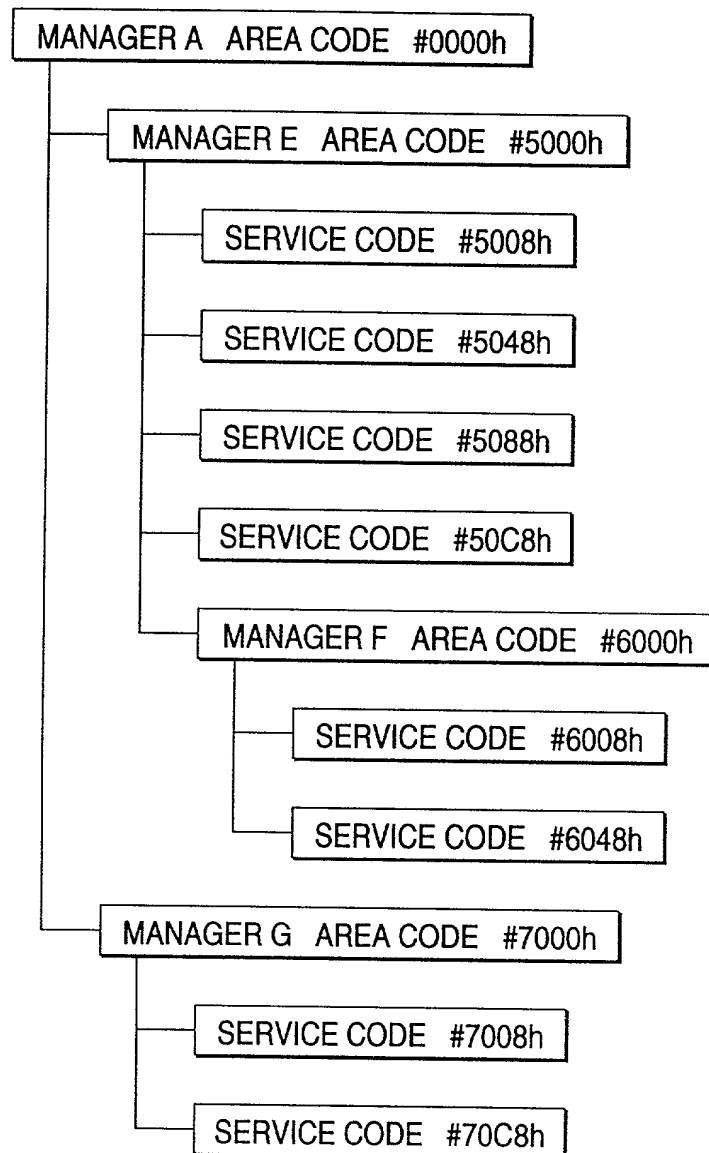 MANAGER A AREA CODE #0000h
MANAGER E AREA CODE #5000h
SERVICE CODE #5008h
SERVICE CODE #5048h
SERVICE CODE #5088h
SERVICE CODE #50C8h
MANAGER F AREA CODE #6000h
SERVICE CODE #6008h
SERVICE CODE #6048h
MANAGER G AREA CODE #7000h
SERVICE CODE #7008h
SERVICE CODE #70C8h